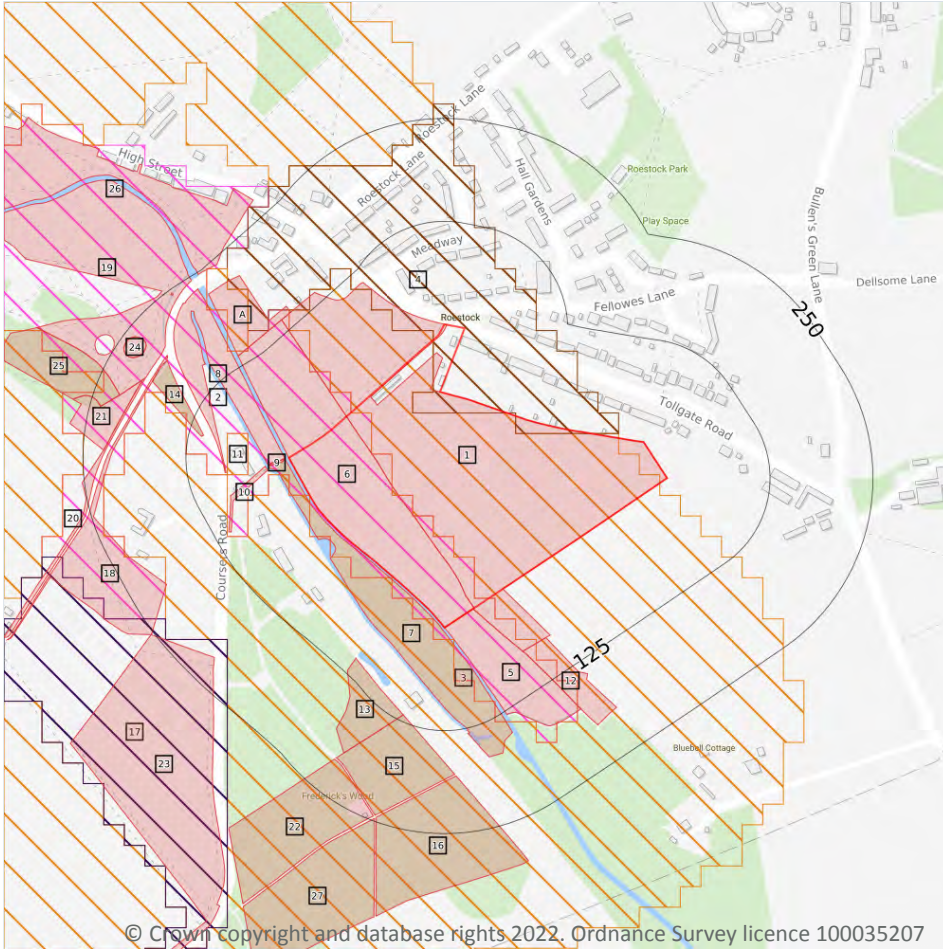 Roestock Lane
High Street
Hall Gardens
Roestock Lane
Roestock Park
26
Bullen's Green Lane
Play Space
Meadway
19
4
Dellsome Lane
Fellowes Lane
A
Roestock
250
24
25
8
14
2
21
Tollgate Road
11
1
9
6
10
20
Coursers Road
18
7
125
5
3
12
13
17
Bluebell Cottage
23
15
Frederick's Wood
22
16
27
© Crown copyright and database rights 2022. Ordnance Survey licence 100035207